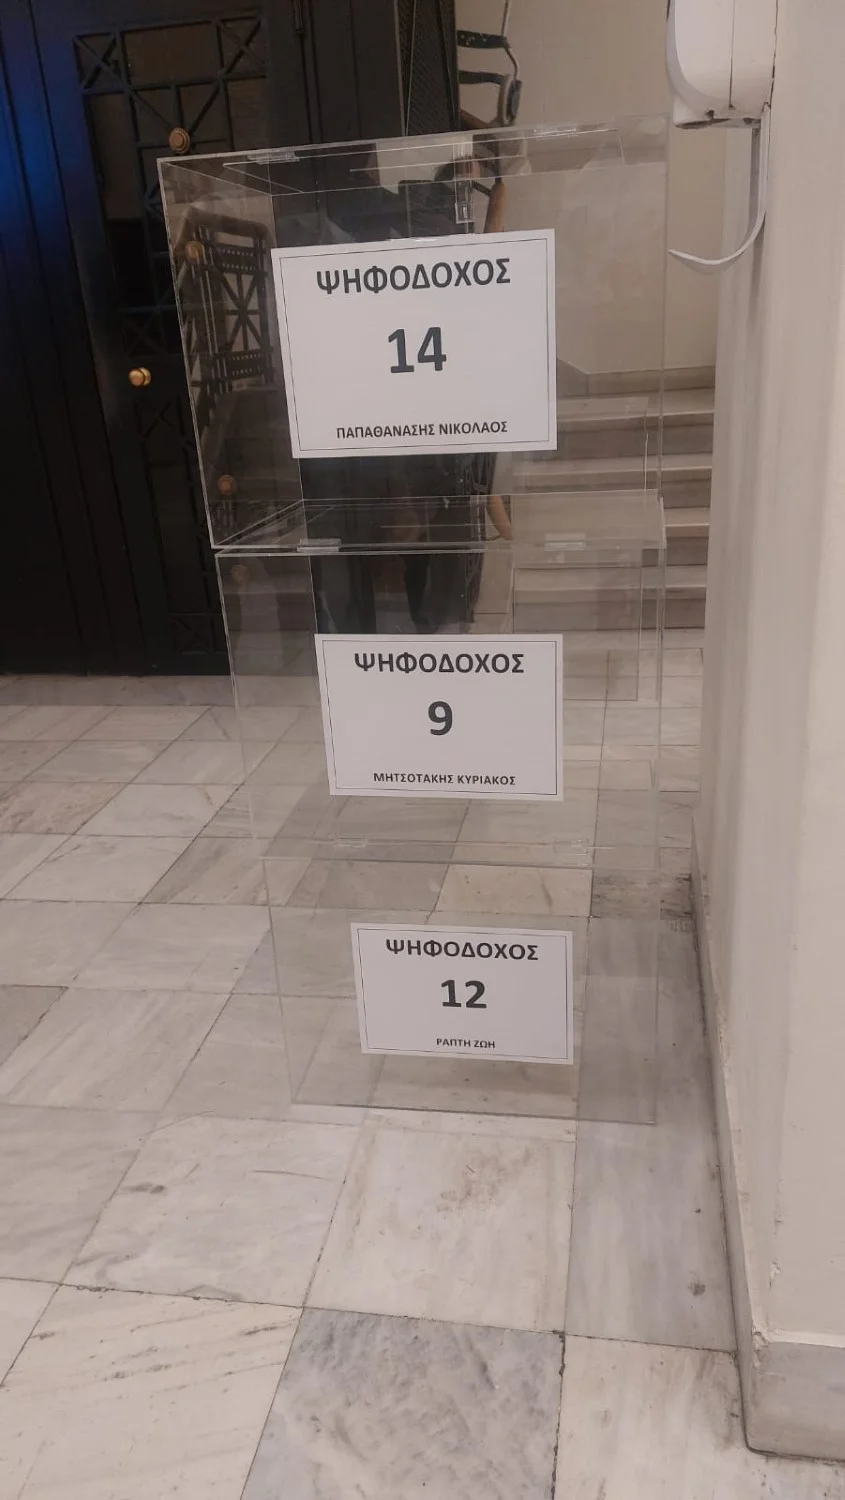 ΨΗΦΟΔΟΧΟΣ
14
ΠΑΠΑΘΑΝΑΣΗΣ ΝΙΚΟΛΑΟΣ
ΨΗΦΟΔΟΧΟΣ
9
ΜΗΤΣΟΤΑΚΗΣ ΚΥΡΙΑΚΟΣ
ΨΗΦΟΔΟΧΟΣ
12
ΡΑΠΤΗ ΖΩΗ